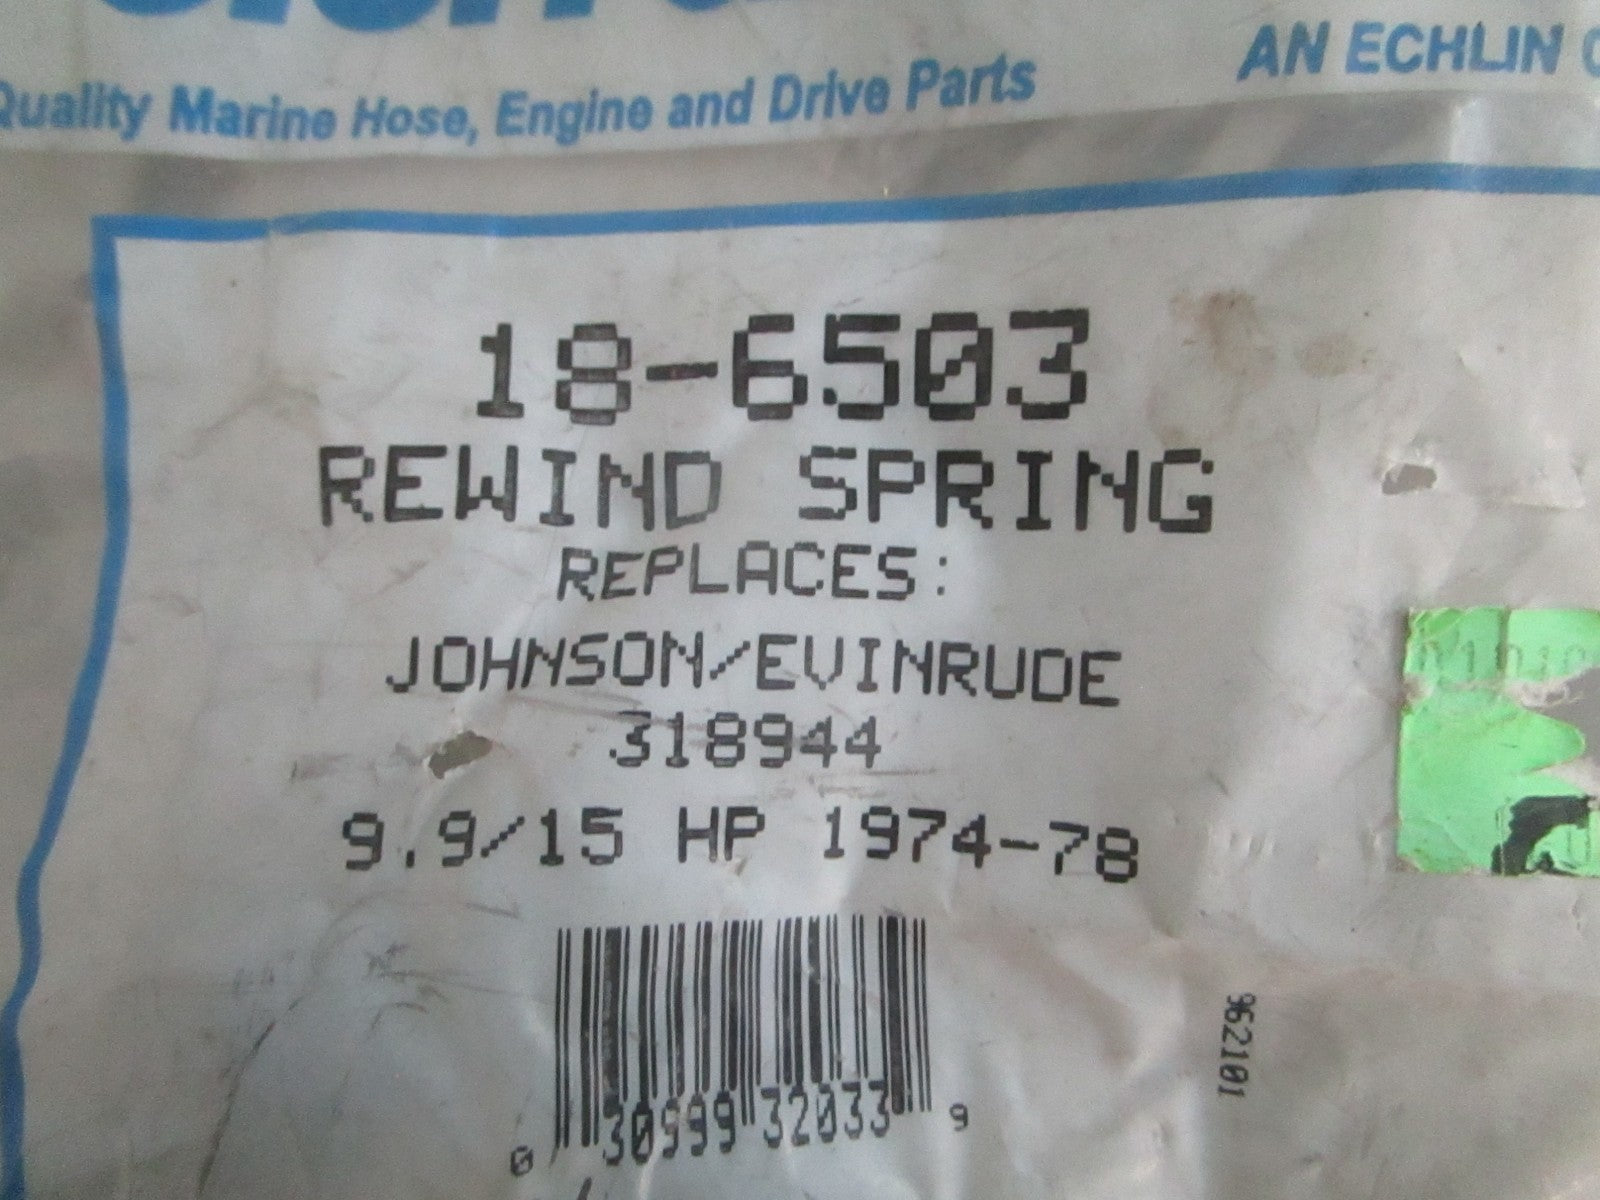 Quality Marine Hose, Engine and Drive Parts
AN ECHLIN
18-6503
REWIND SPRING
REPLACES:
JOHNSON/EVINRUDE
318944
9.9/15 HP 1974-78
0 30999 32033 9
962101